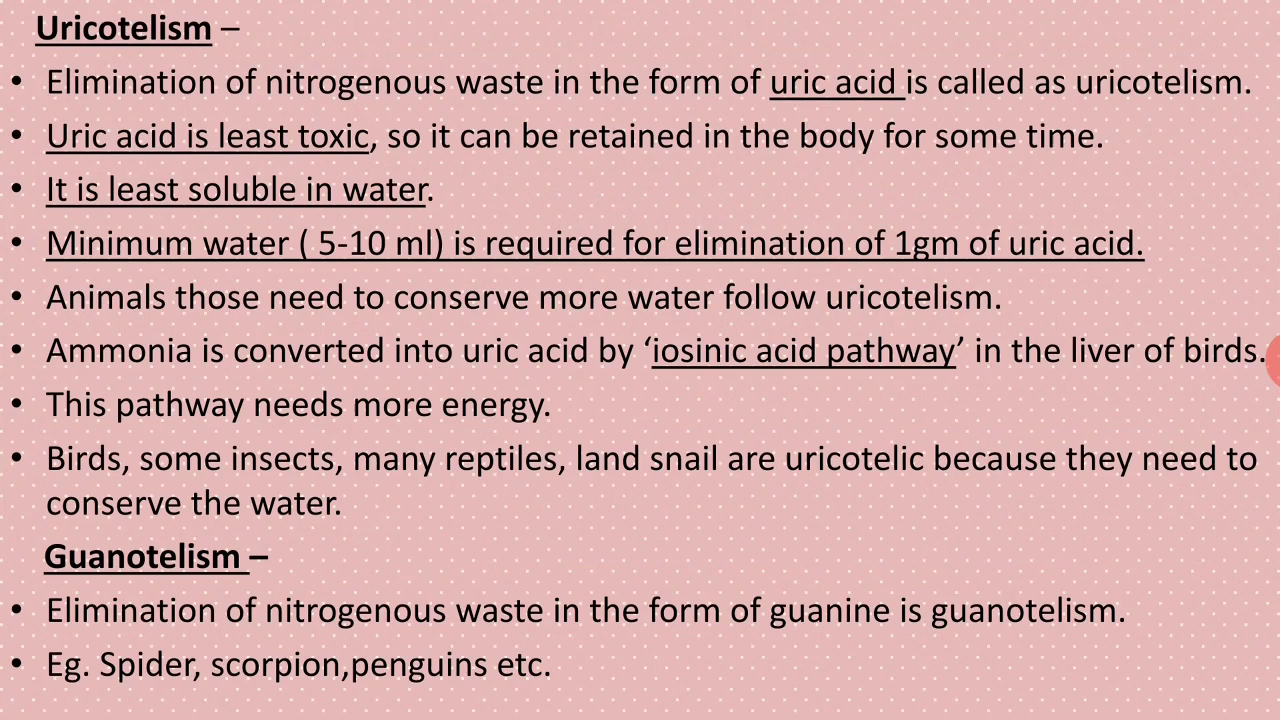 Uricotelism –
• Elimination of nitrogenous waste in the form of uric acid is called as uricotelism.
• Uric acid is least toxic, so it can be retained in the body for some time.
• It is least soluble in water.
• Minimum water ( 5-10 ml) is required for elimination of 1gm of uric acid.
• Animals those need to conserve more water follow uricotelism.
• Ammonia is converted into uric acid by ‘iosinic acid pathway’ in the liver of birds.
• This pathway needs more energy.
• Birds, some insects, many reptiles, land snail are uricotelic because they need to
conserve the water.
Guanotelism –
• Elimination of nitrogenous waste in the form of guanine is guanotelism.
• Eg. Spider, scorpion,penguins etc.